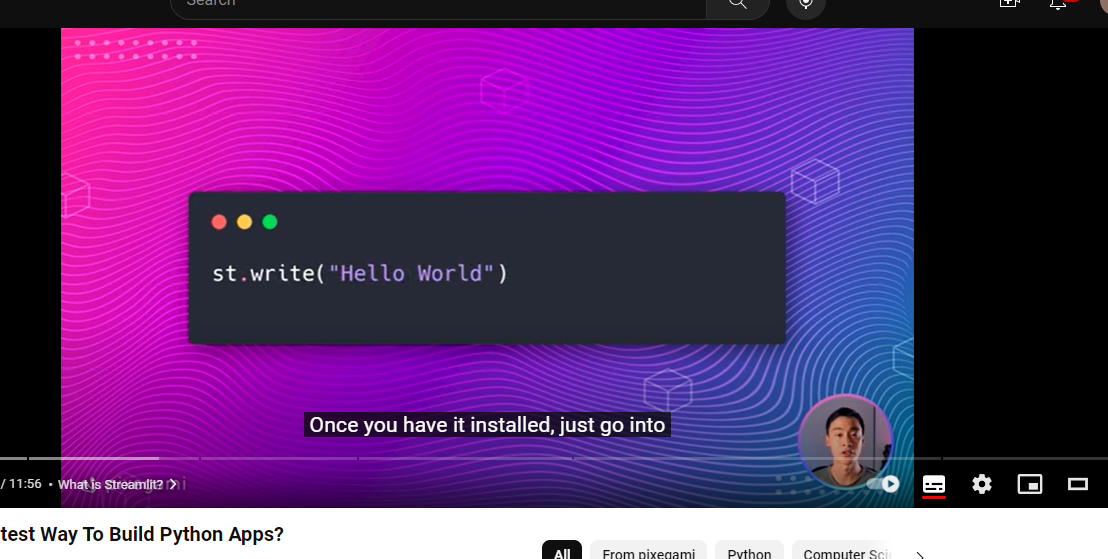 Search
st.write("Hello World")
Once you have it installed, just go into
/ 11:56 • What is Streamlit?
test Way To Build Python Apps?
All
From pixegami
Python
Computer Scie